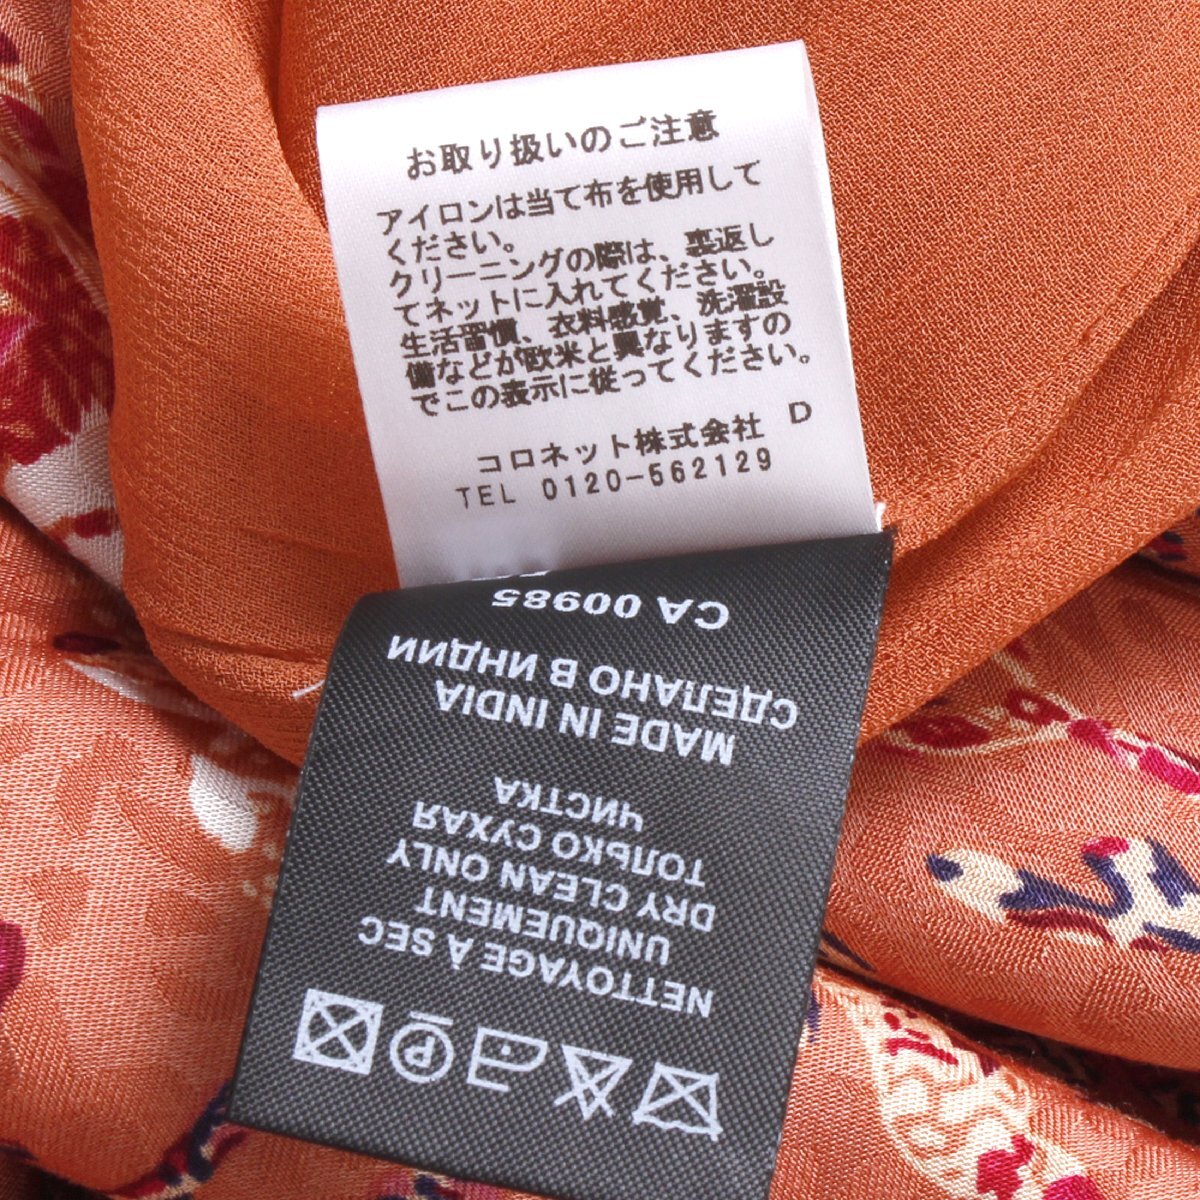 お取り扱いのご注意
アイロンは当て布を使用して
ください。
クリーニングの際は、裏返し
てネットに入れてください。
生活習慣、衣料感覚、洗濯設
備などが欧米と異なりますの
でこの表示に従ってください。
コロネット株式会社 D
TEL 0120-562129
NETTOYAGE À SEC
UNIQUEMENT
DRY CLEAN ONLY
ТОЛЬКО СУХАЯ
ЧИСТКА
MADE IN INDIA
СДЕЛАНО В ИНДИИ
CA 00985